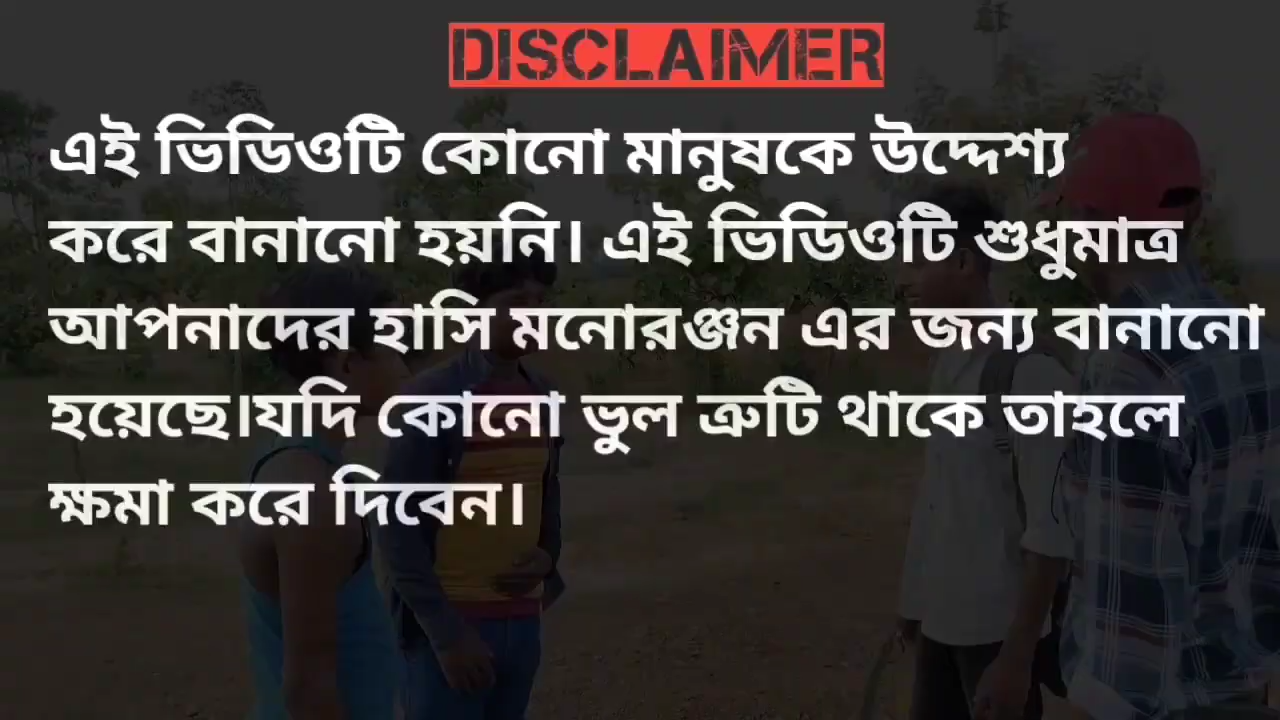 DISCLAIMER
এই ভিডিওটি কোনো মানুষকে উদ্দেশ্য
করে বানানো হয়নি। এই ভিডিওটি শুধুমাত্র
আপনাদের হাসি মনোরঞ্জন এর জন্য বানানো
হয়েছে।যদি কোনো ভুল ত্রুটি থাকে তাহলে
ক্ষমা করে দিবেন।